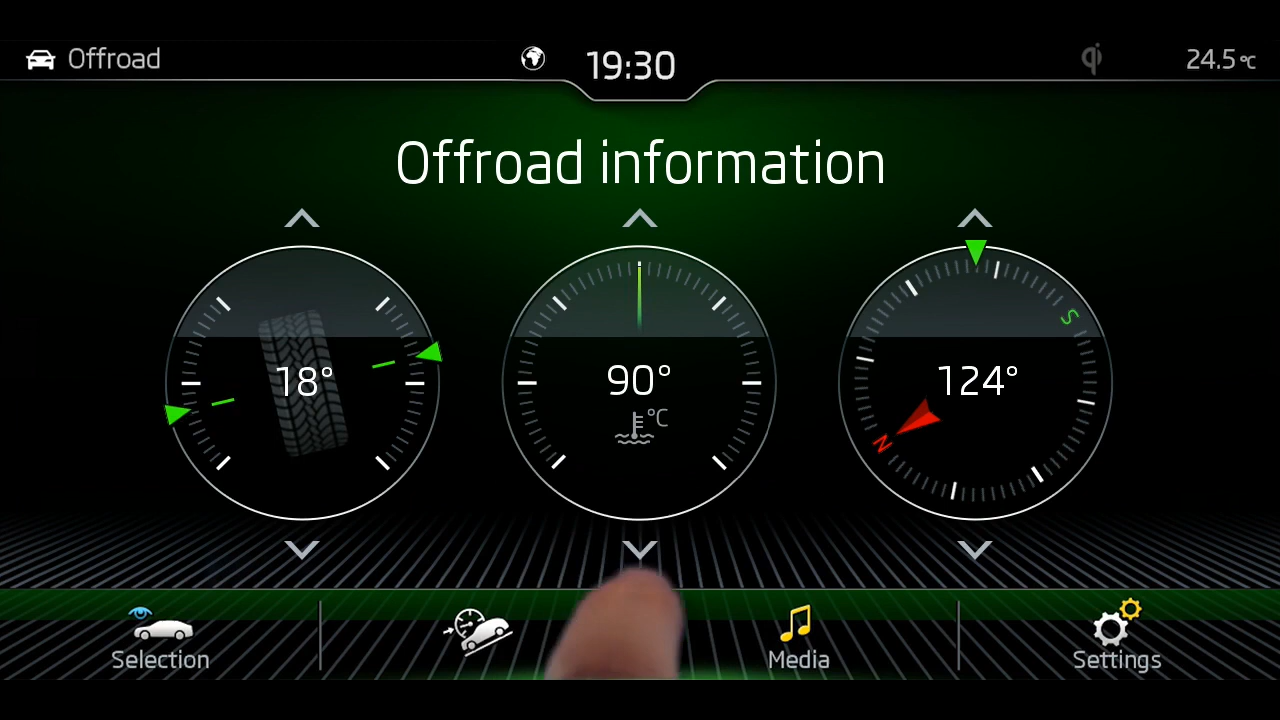 Offroad
19:30
24.5°C
Offroad information
18°
90°
°C
124°
S
N
Selection
Media
Settings